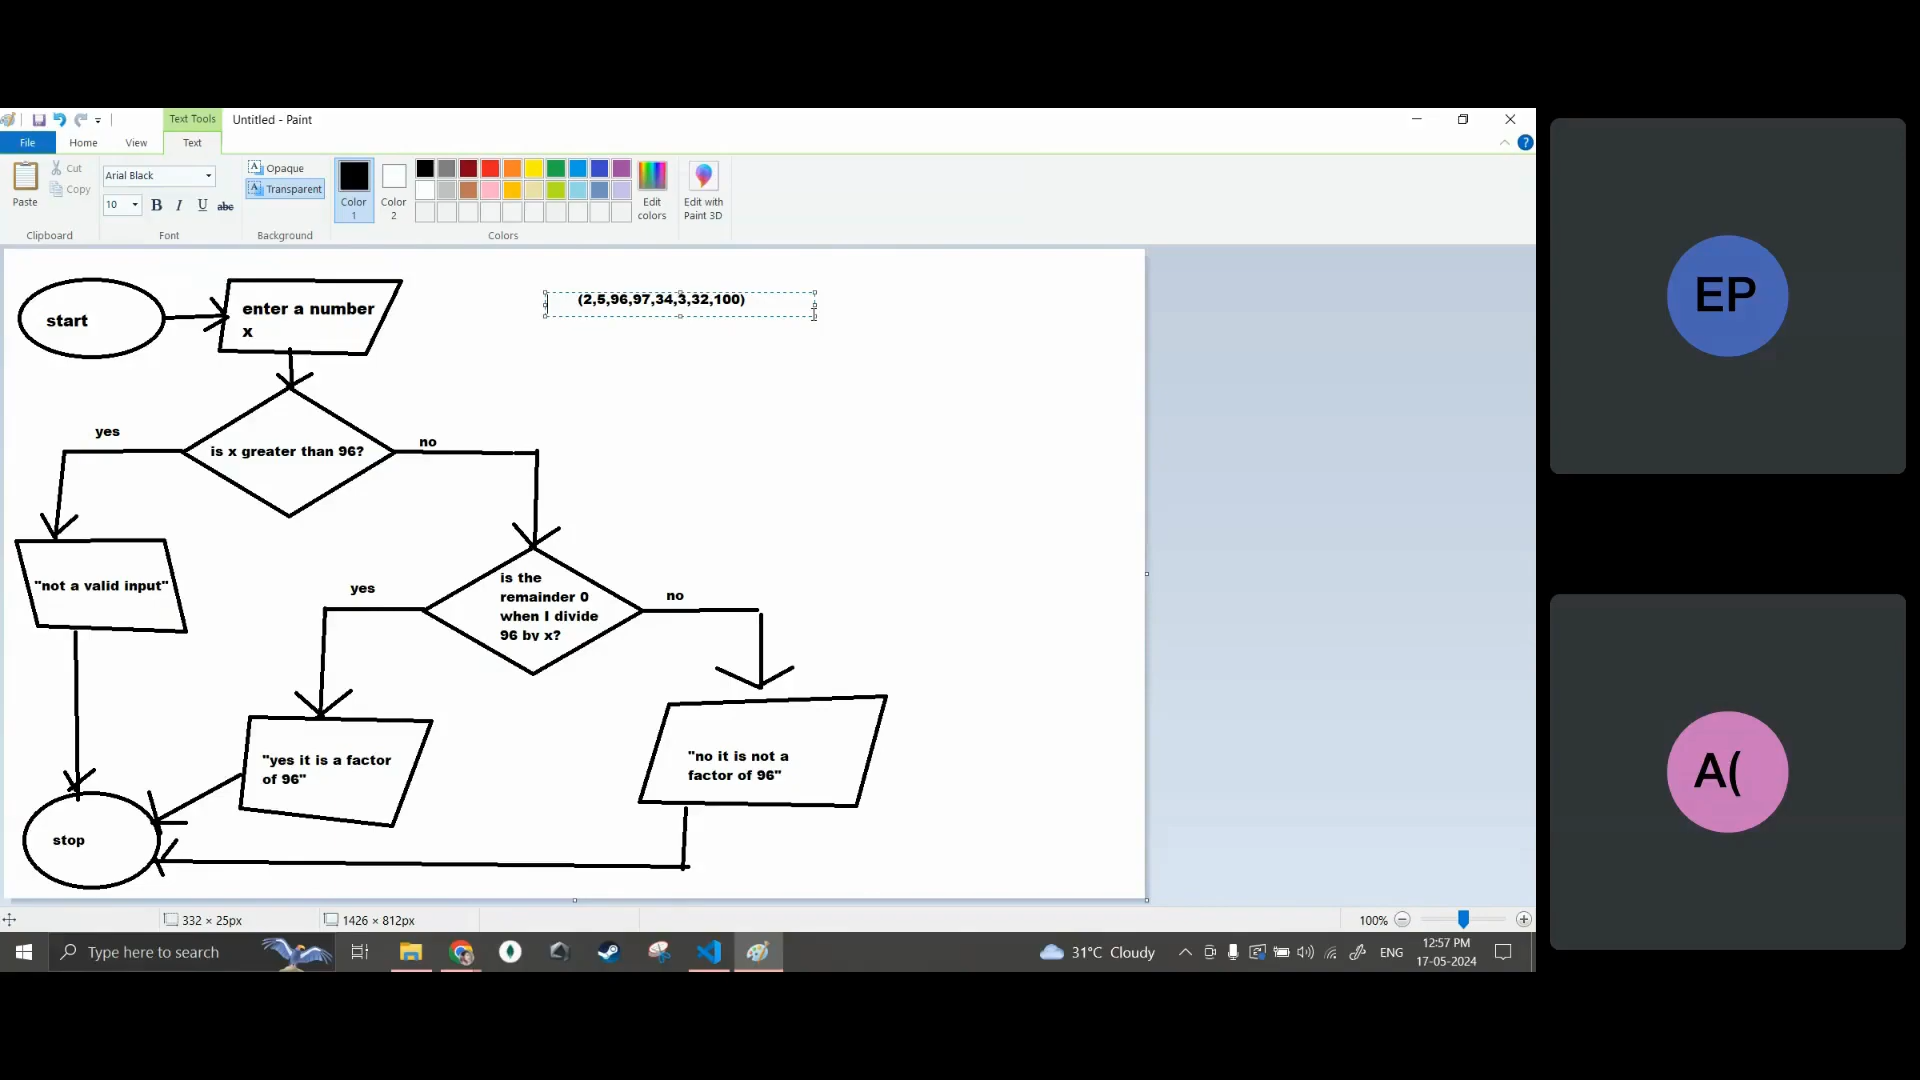 Text Tools
Untitled - Paint
File
Home
View
Text
Paste
Cut
Copy
Clipboard
Arial Black
10
B I U abc
Font
Opaque
Transparent
Background
Color
1
Color
2
Edit
colors
Colors
Edit with
Paint 3D
start
enter a number
x
(2,5,96,97,34,3,32,100)
is x greater than 96?
yes
no
"not a valid input"
is the
remainder 0
when I divide
96 by x?
yes
no
"yes it is a factor
of 96"
"no it is not a
factor of 96"
stop
332 × 25px
1426 × 812px
100%
Type here to search
31°C Cloudy
ENG
12:57 PM
17-05-2024
EP
A(